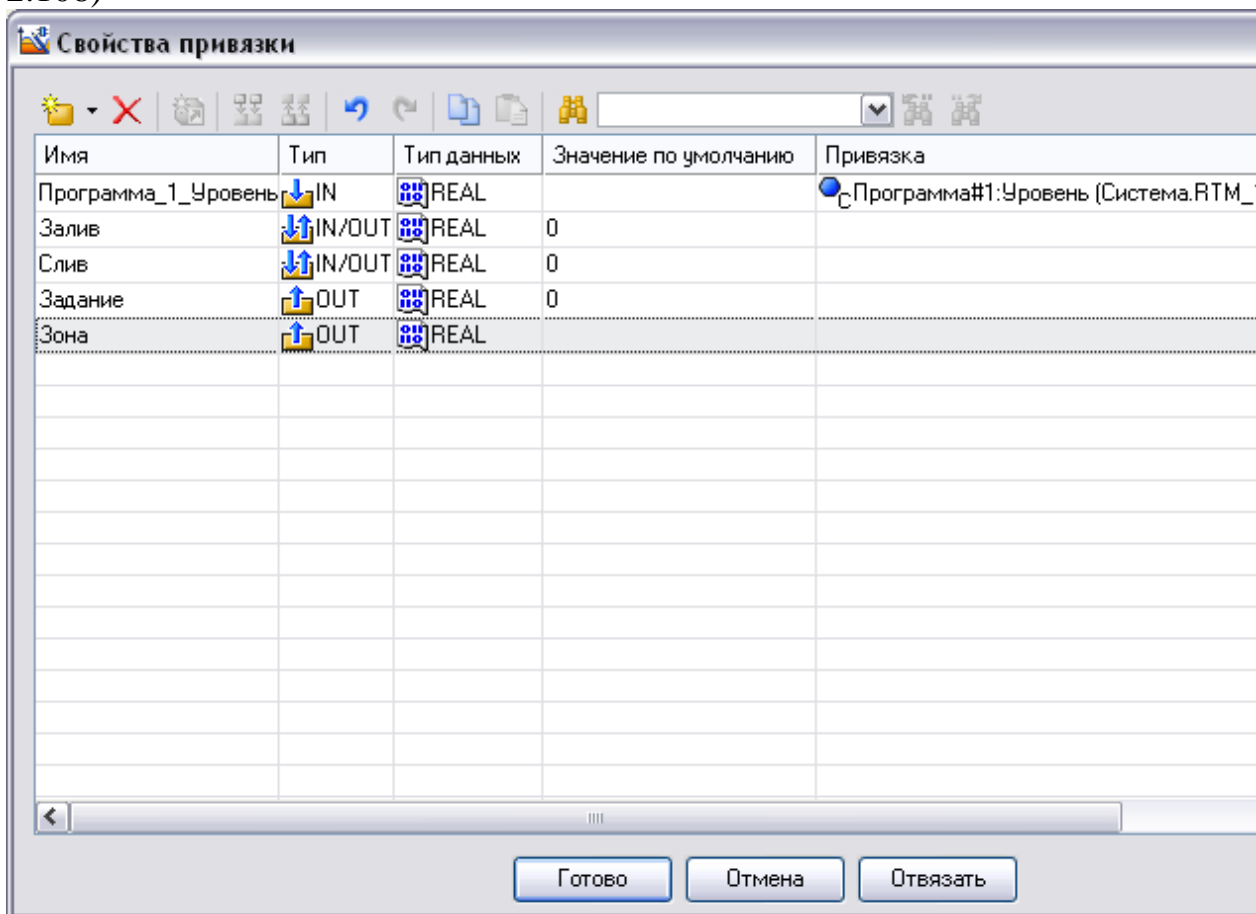 2.108)
Свойства привязки
Имя Тип Тип данных Значение по умолчанию Привязка
Программа_1_Уровень IN REAL Программа#1:Уровень (Система.RTM_
Залив IN/OUT REAL 0
Слив IN/OUT REAL 0
Задание OUT REAL 0
Зона OUT REAL
Готово Отмена Отвязать